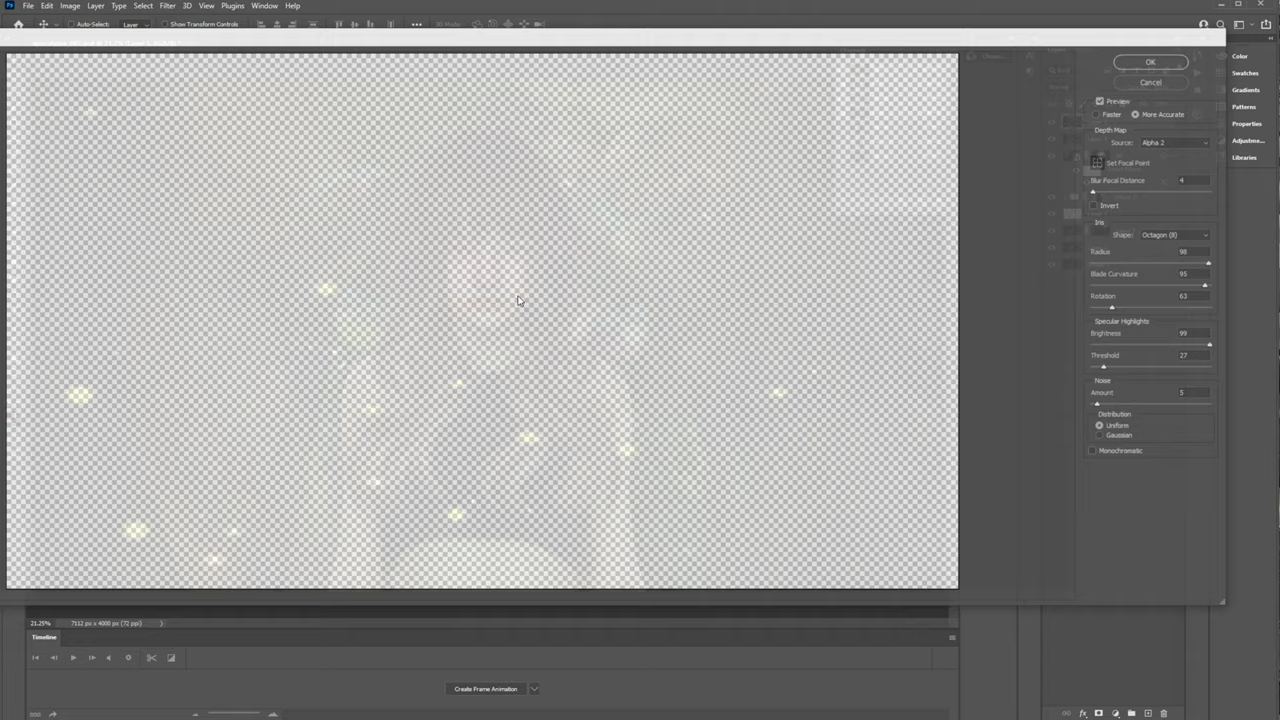 File Edit Image Layer Type Select Filter 3D View Plugins Window Help
Auto-Select: Layer Show Transform Controls
OK
Cancel
Preview
Faster More Accurate
Depth Map
Source: Alpha 2
Set Focal Point
Blur Focal Distance 4
Invert
Iris
Shape: Octagon (8)
Radius 98
Blade Curvature 95
Rotation 63
Specular Highlights
Brightness 99
Threshold 27
Noise
Amount 5
Distribution
Uniform
Gaussian
Monochromatic
Color
Swatches
Gradients
Patterns
Properties
Adjustme...
Libraries
21.25% 7112 px x 4000 px (72 ppi)
Timeline
Create Frame Animation